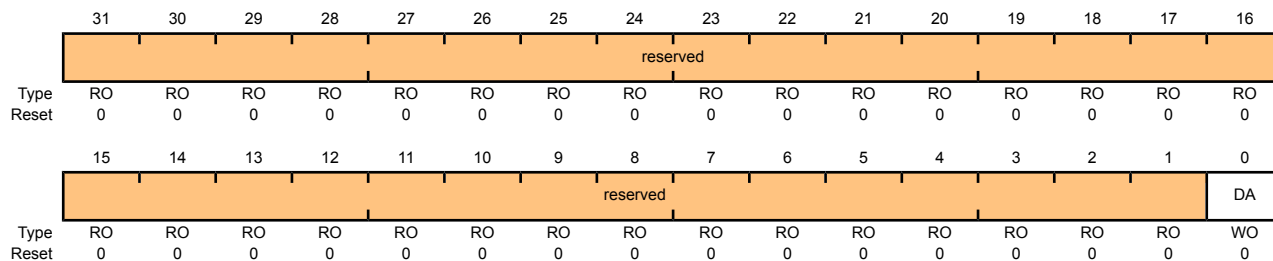 31 30 29 28 27 26 25 24 23 22 21 20 19 18 17 16
reserved
Type RO RO RO RO RO RO RO RO RO RO RO RO RO RO RO RO
Reset 0 0 0 0 0 0 0 0 0 0 0 0 0 0 0 0
15 14 13 12 11 10 9 8 7 6 5 4 3 2 1 0
reserved DA
Type RO RO RO RO RO RO RO RO RO RO RO RO RO RO RO WO
Reset 0 0 0 0 0 0 0 0 0 0 0 0 0 0 0 0